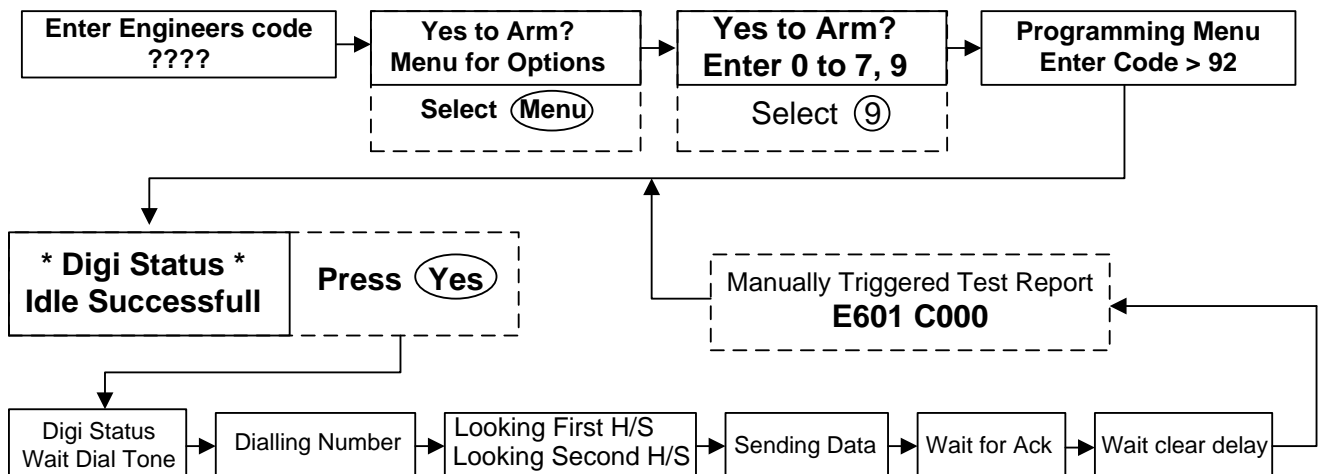 Enter Engineers code
????
Yes to Arm?
Menu for Options
Select Menu
Yes to Arm?
Enter 0 to 7, 9
Select 9
Programming Menu
Enter Code > 92
* Digi Status *
Idle Successfull
Press Yes
Manually Triggered Test Report
E601 C000
Digi Status
Wait Dial Tone
Dialling Number
Looking First H/S
Looking Second H/S
Sending Data
Wait for Ack
Wait clear delay